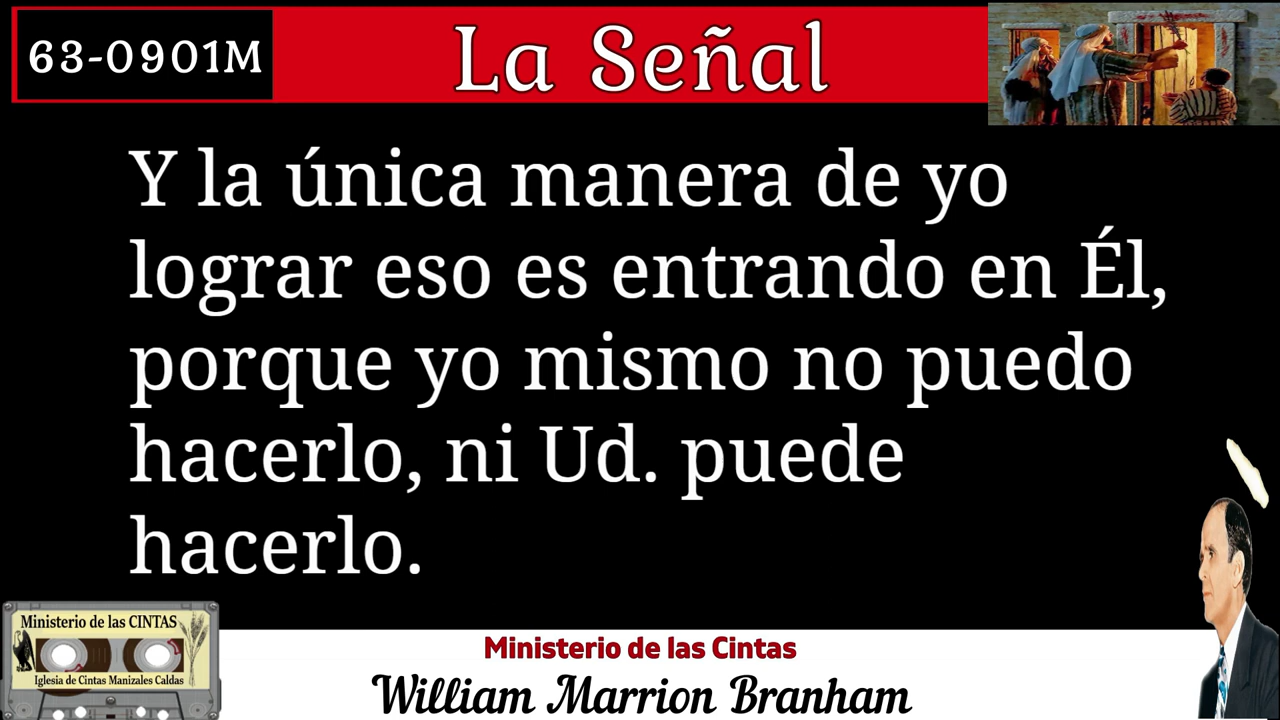 63-0901M
La Señal
Y la única manera de yo
lograr eso es entrando en Él,
porque yo mismo no puedo
hacerlo, ni Ud. puede
hacerlo.
Ministerio de las CINTAS
Iglesia de Cintas Manizales Caldas
Ministerio de las Cintas
William Marrion Branham